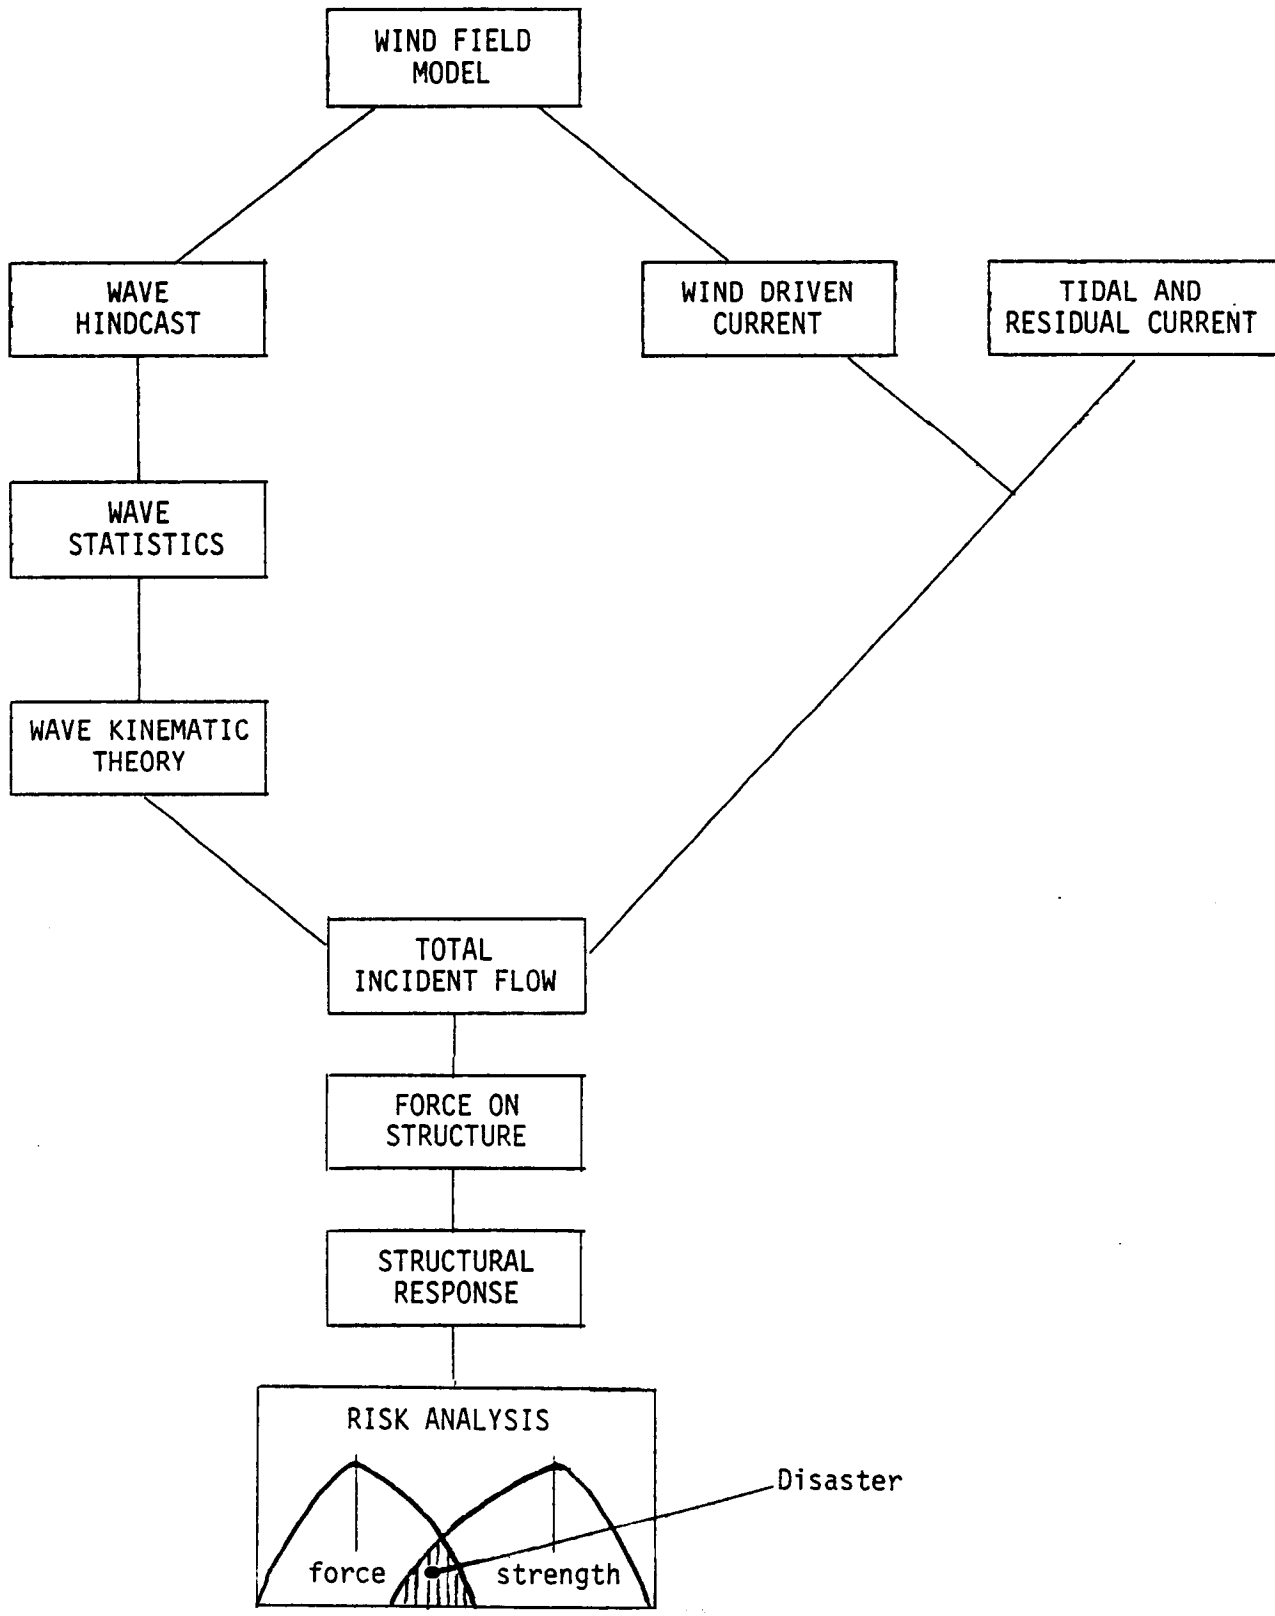 WIND FIELD
MODEL
WAVE
HINDCAST
WIND DRIVEN
CURRENT
TIDAL AND
RESIDUAL CURRENT
WAVE
STATISTICS
WAVE KINEMATIC
THEORY
TOTAL
INCIDENT FLOW
FORCE ON
STRUCTURE
STRUCTURAL
RESPONSE
RISK ANALYSIS
Disaster
force
strength